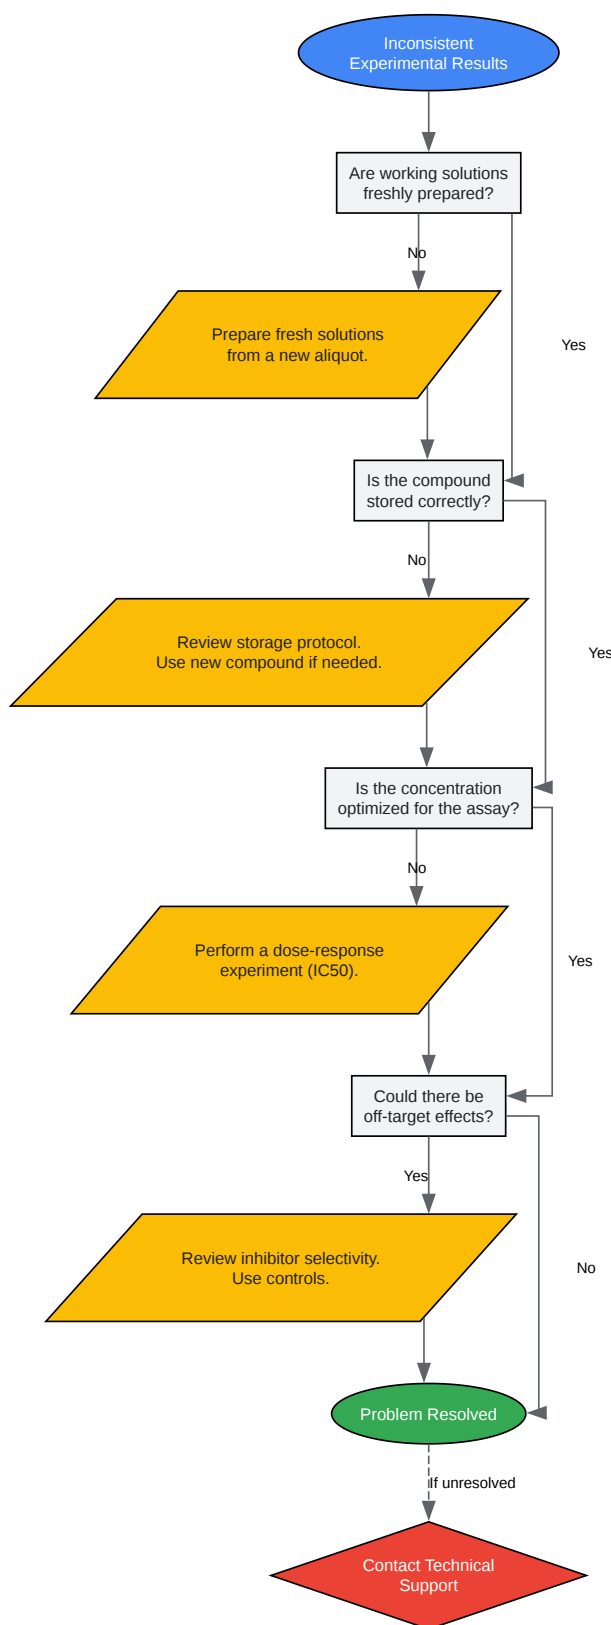 Inconsistent
Experimental Results
Are working solutions
freshly prepared?
No
Prepare fresh solutions
from a new aliquot.
Yes
Is the compound
stored correctly?
No
Review storage protocol.
Use new compound if needed.
Yes
Is the concentration
optimized for the assay?
No
Perform a dose-response
experiment (IC50).
Yes
Could there be
off-target effects?
Yes
Review inhibitor selectivity.
Use controls.
No
Problem Resolved
If unresolved
Contact Technical
Support